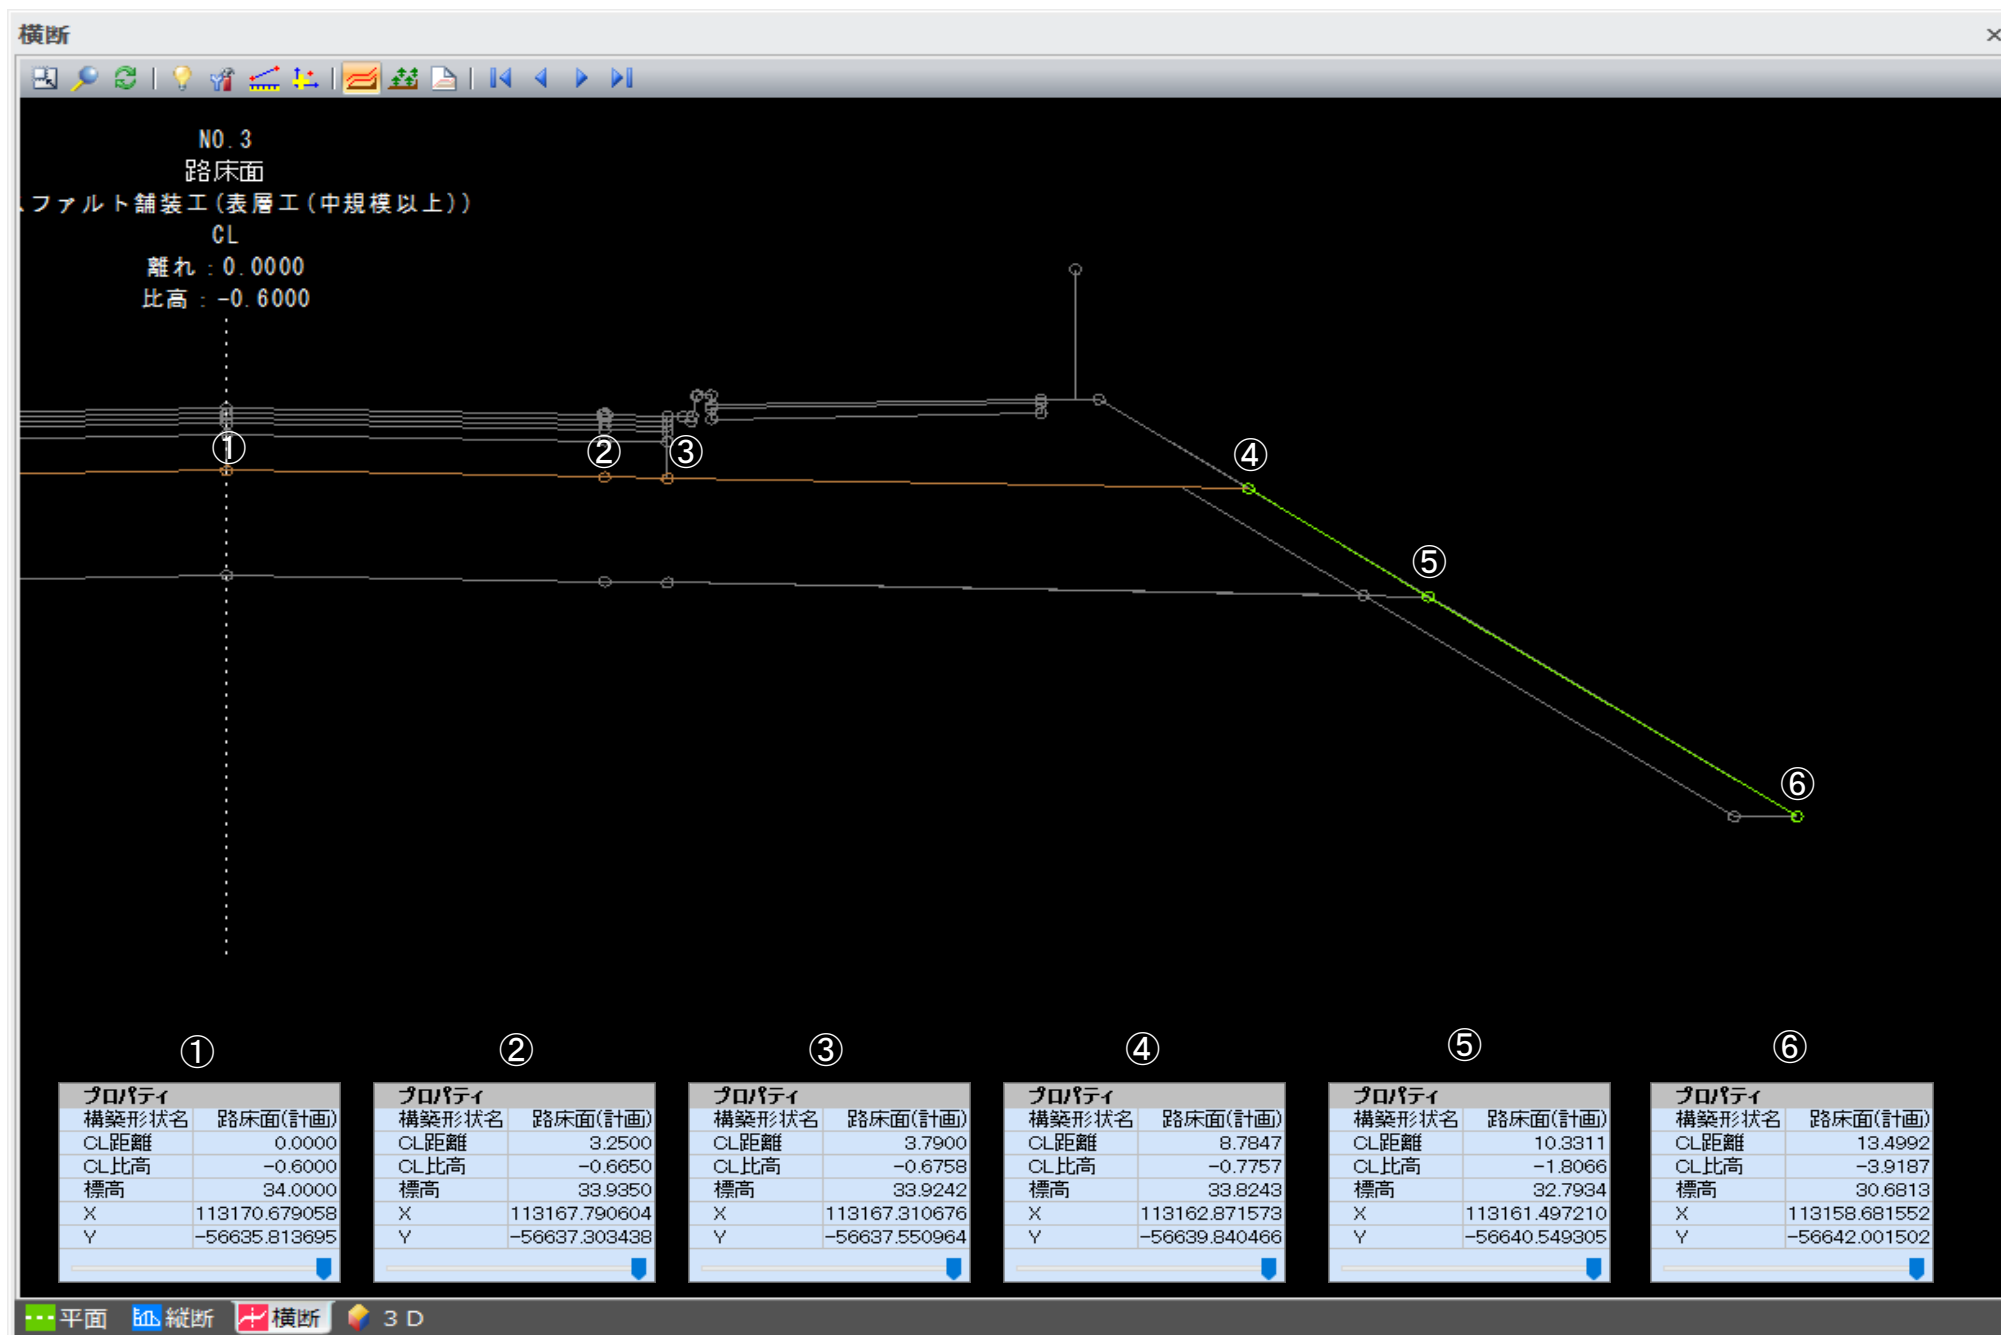 横断
NO.3
路床面
ファルト舗装工(表層工(中規模以上))
CL
離れ:0.0000
比高:-0.6000
①
②
③
④
⑤
⑥
①
プロパティ
構築形状名 路床面(計画)
CL距離 0.0000
CL比高 -0.6000
標高 34.0000
X 113170.679058
Y -56635.813695
②
プロパティ
構築形状名 路床面(計画)
CL距離 3.2500
CL比高 -0.6650
標高 33.9350
X 113167.790604
Y -56637.303438
③
プロパティ
構築形状名 路床面(計画)
CL距離 3.7900
CL比高 -0.6758
標高 33.9242
X 113167.310676
Y -56637.550964
④
プロパティ
構築形状名 路床面(計画)
CL距離 8.7847
CL比高 -0.7757
標高 33.8243
X 113162.871573
Y -56639.840466
⑤
プロパティ
構築形状名 路床面(計画)
CL距離 10.3311
CL比高 -1.8066
標高 32.7934
X 113161.497210
Y -56640.549305
⑥
プロパティ
構築形状名 路床面(計画)
CL距離 13.4992
CL比高 -3.9187
標高 30.6813
X 113158.681552
Y -56642.001502
平面 縦断 横断 3D